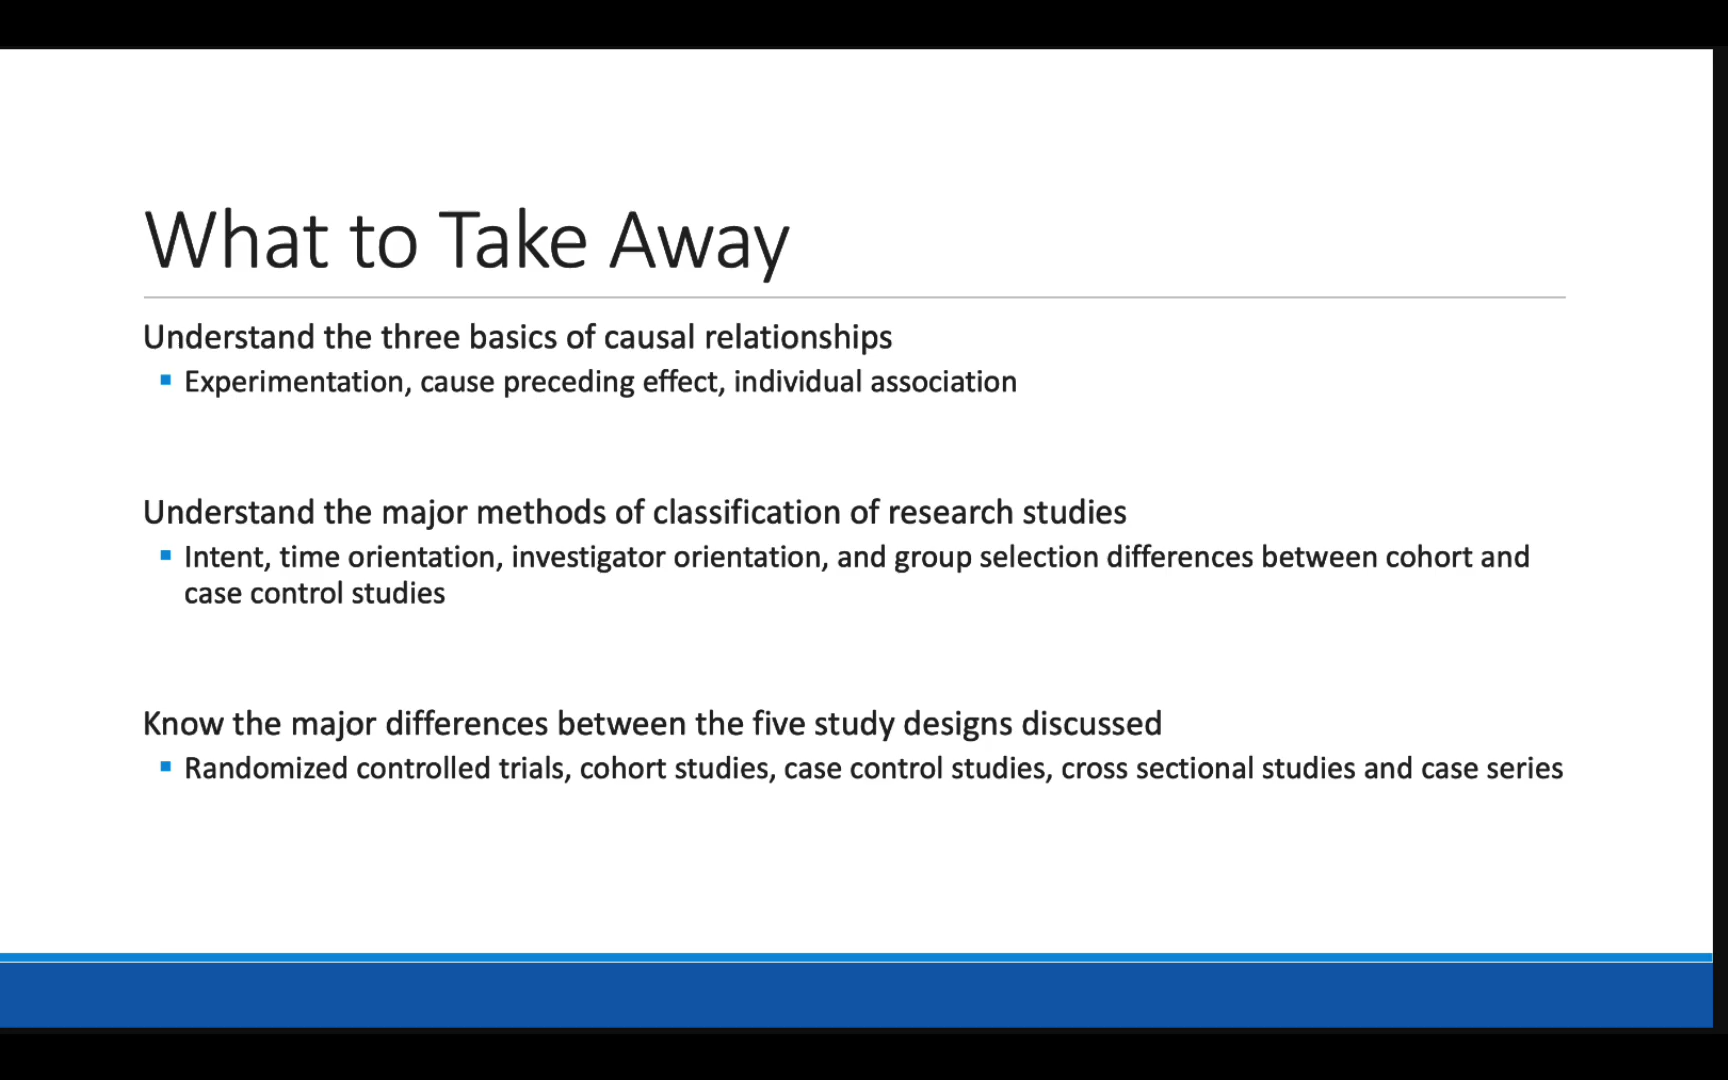 What to Take Away
Understand the three basics of causal relationships
▪ Experimentation, cause preceding effect, individual association
Understand the major methods of classification of research studies
▪ Intent, time orientation, investigator orientation, and group selection differences between cohort and
case control studies
Know the major differences between the five study designs discussed
▪ Randomized controlled trials, cohort studies, case control studies, cross sectional studies and case series